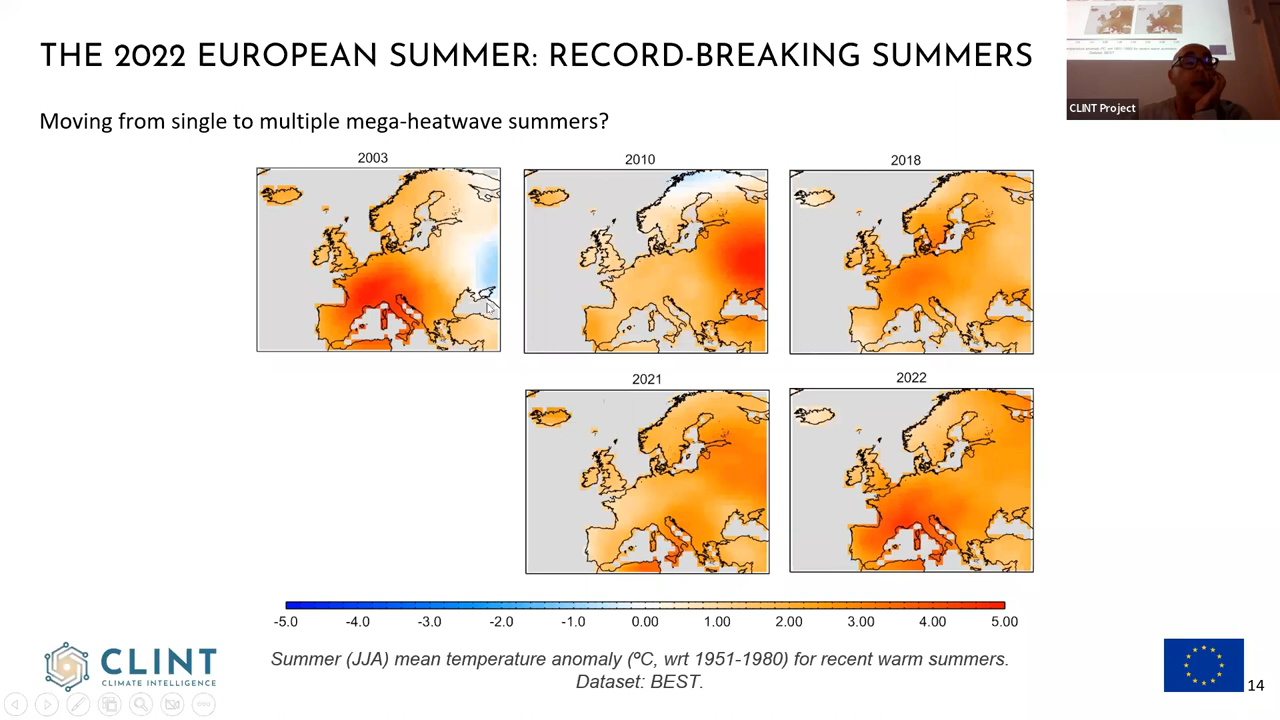 THE 2022 EUROPEAN SUMMER: RECORD-BREAKING SUMMERS
CLINT Project
Moving from single to multiple mega-heatwave summers?
2003
2010
2018
2021
2022
-5.0 -4.0 -3.0 -2.0 -1.0 0.00 1.00 2.00 3.00 4.00 5.00
Summer (JJA) mean temperature anomaly (ºC, wrt 1951-1980) for recent warm summers.
Dataset: BEST.
CLINT
CLIMATE INTELLIGENCE
14